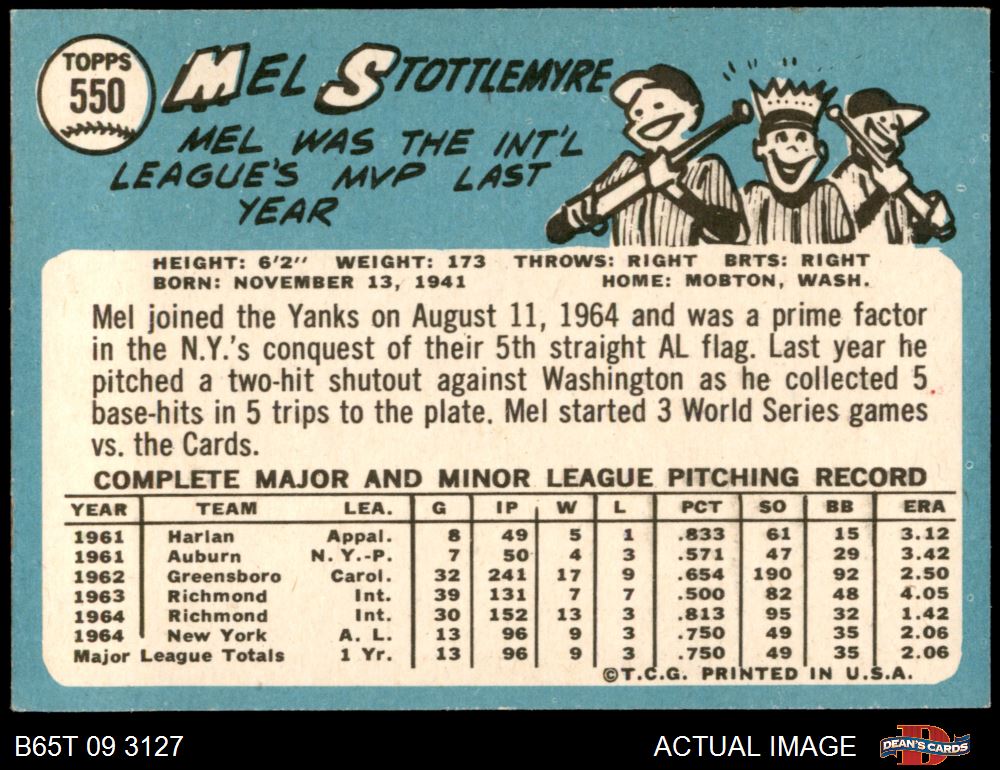 TOPPS
550
MEL STOTTLEMYRE
MEL WAS THE INT'L
LEAGUE'S MVP LAST
YEAR
HEIGHT: 6'2" WEIGHT: 173 THROWS: RIGHT BRTS: RIGHT
BORN: NOVEMBER 13, 1941 HOME: MOBTON, WASH.
Mel joined the Yanks on August 11, 1964 and was a prime factor
in the N.Y.'s conquest of their 5th straight AL flag. Last year he
pitched a two-hit shutout against Washington as he collected 5
base-hits in 5 trips to the plate. Mel started 3 World Series games
vs. the Cards.
COMPLETE MAJOR AND MINOR LEAGUE PITCHING RECORD
YEAR TEAM LEA. G IP W L PCT SO BB ERA
1961 Harlan Appal. 8 49 5 1 .833 61 15 3.12
1961 Auburn N.Y.-P. 7 50 4 3 .571 47 29 3.42
1962 Greensboro Carol. 32 241 17 9 .654 190 92 2.50
1963 Richmond Int. 39 131 7 7 .500 82 48 4.05
1964 Richmond Int. 30 152 13 3 .813 95 32 1.42
1964 New York A. L. 13 96 9 3 .750 49 35 2.06
Major League Totals 1 Yr. 13 96 9 3 .750 49 35 2.06
©T.C.G. PRINTED IN U.S.A.
B65T 09 3127 ACTUAL IMAGE D DEAN'S CARDS